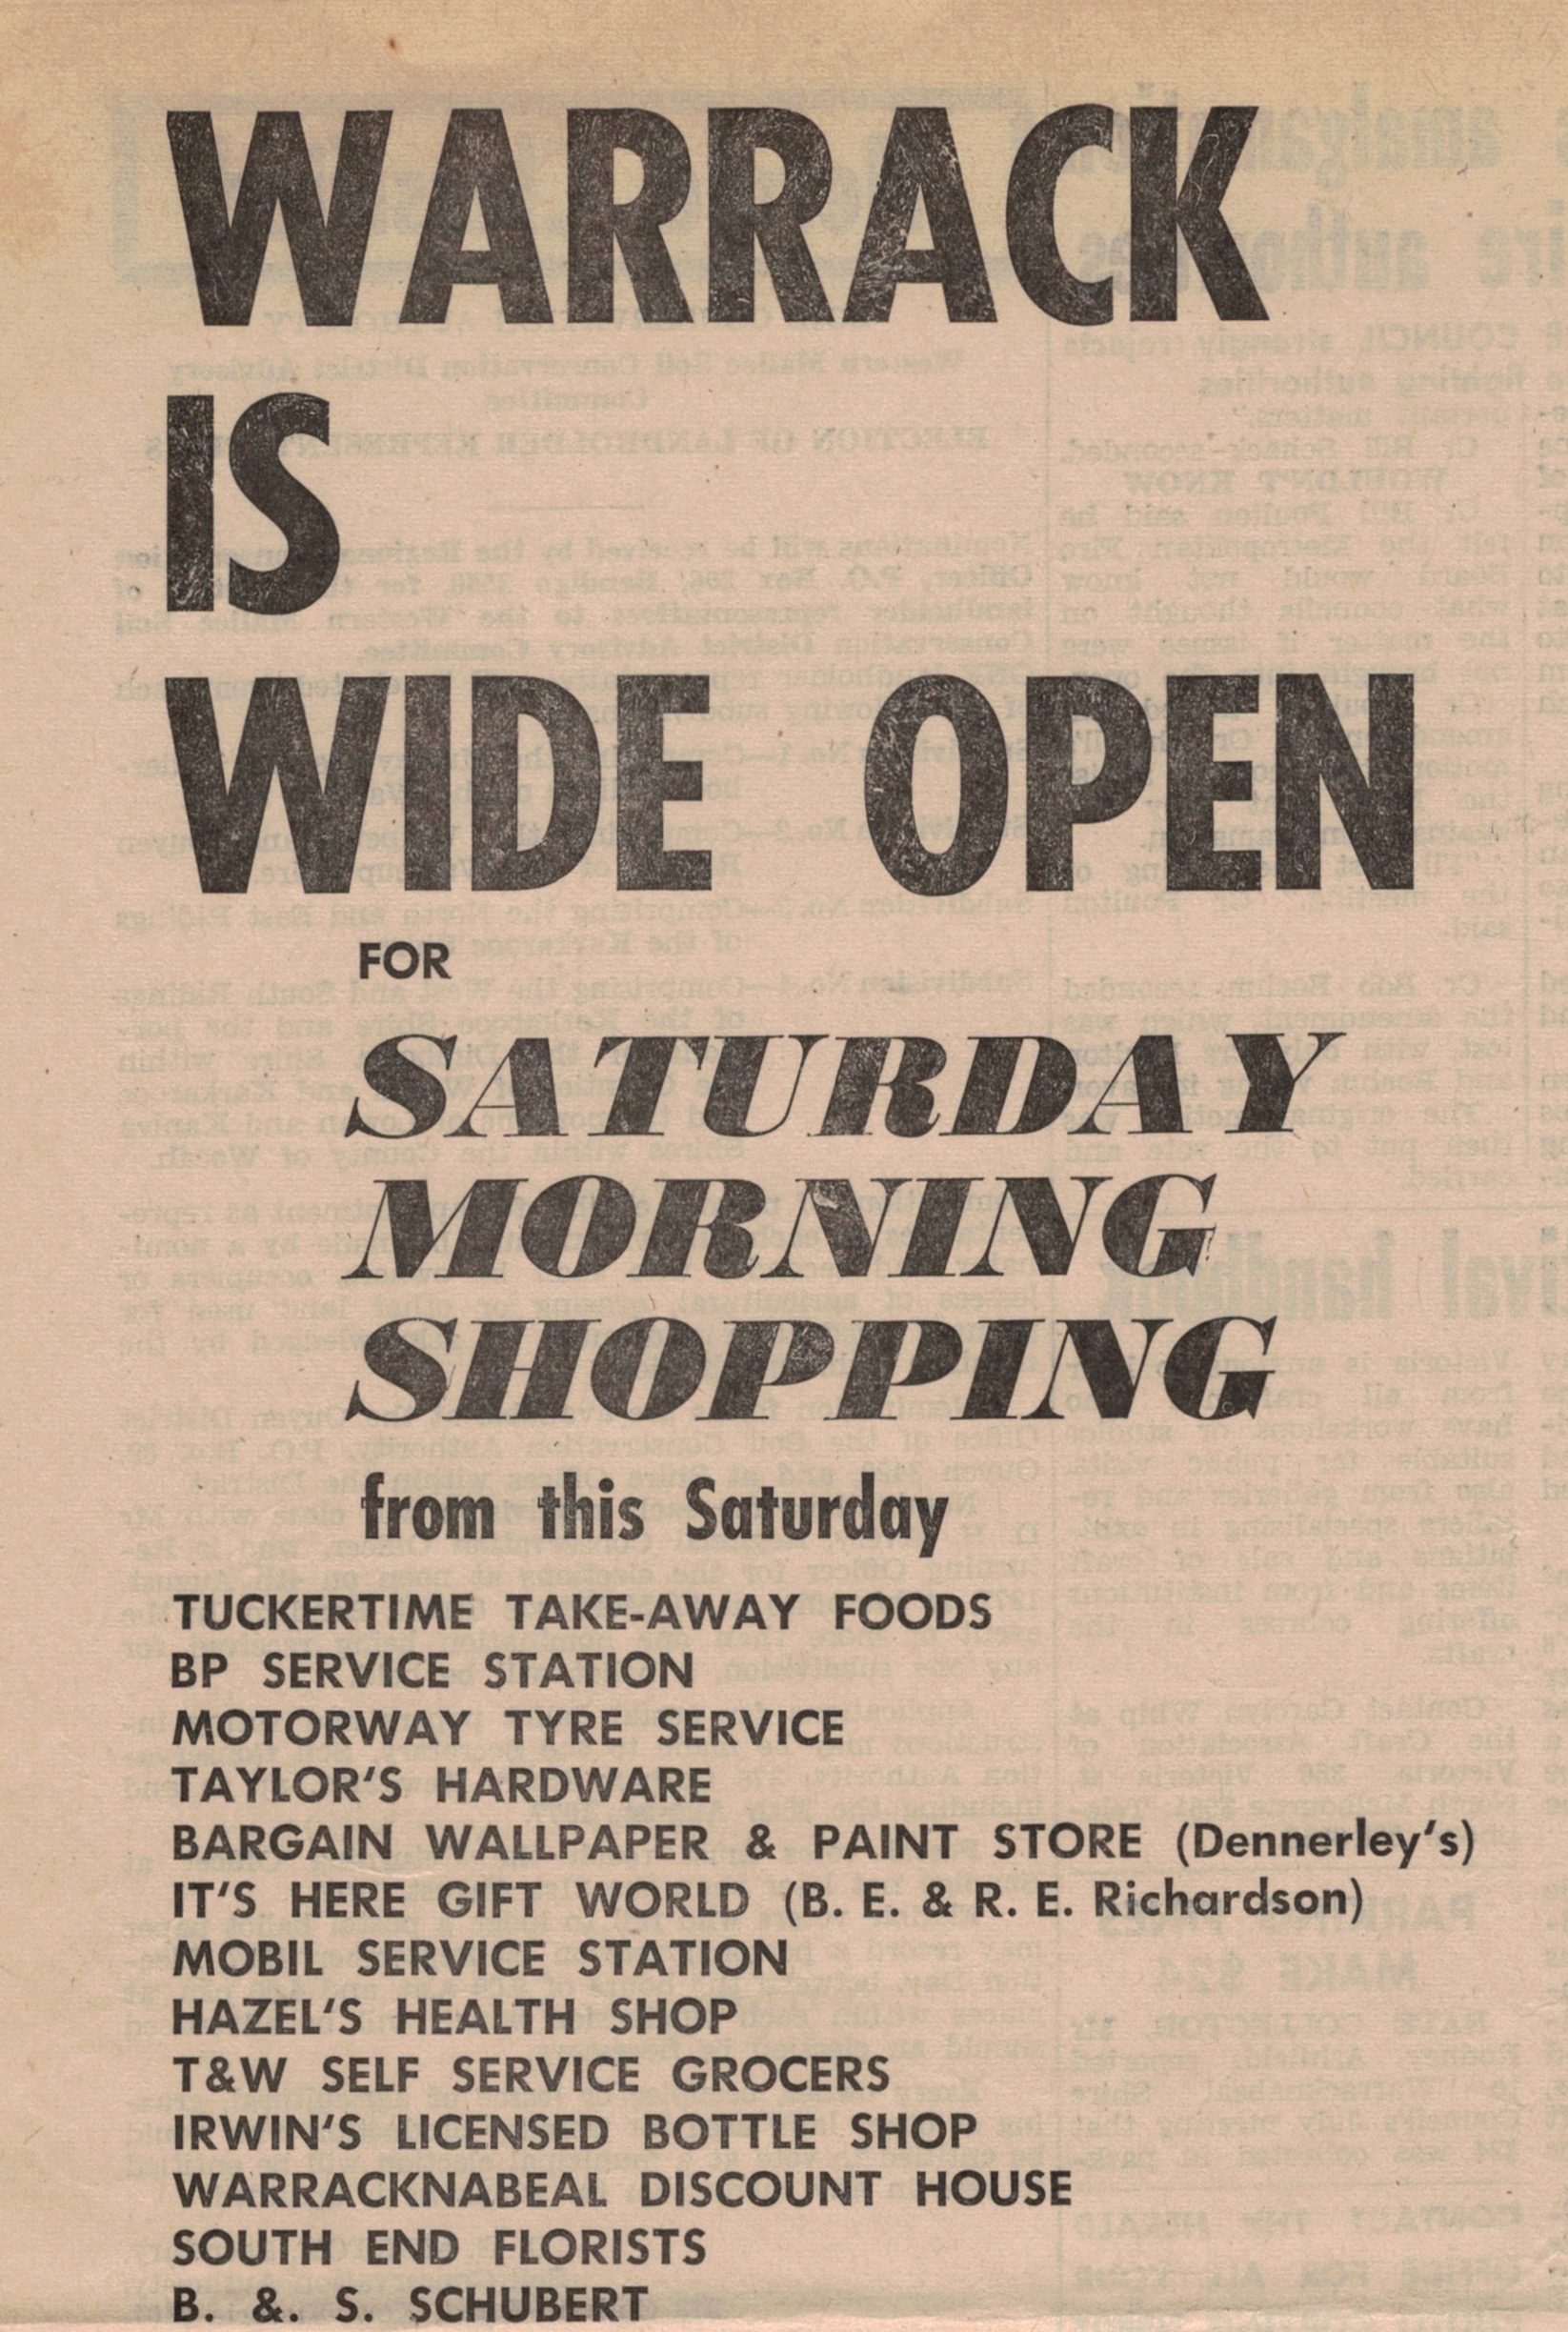 WARRACK
IS
WIDE OPEN
FOR
SATURDAY
MORNING
SHOPPING
from this Saturday
TUCKERTIME TAKE-AWAY FOODS
BP SERVICE STATION
MOTORWAY TYRE SERVICE
TAYLOR'S HARDWARE
BARGAIN WALLPAPER & PAINT STORE (Dennerley's)
IT'S HERE GIFT WORLD (B. E. & R. E. Richardson)
MOBIL SERVICE STATION
HAZEL'S HEALTH SHOP
T&W SELF SERVICE GROCERS
IRWIN'S LICENSED BOTTLE SHOP
WARRACKNABEAL DISCOUNT HOUSE
SOUTH END FLORISTS
B. &. S. SCHUBERT